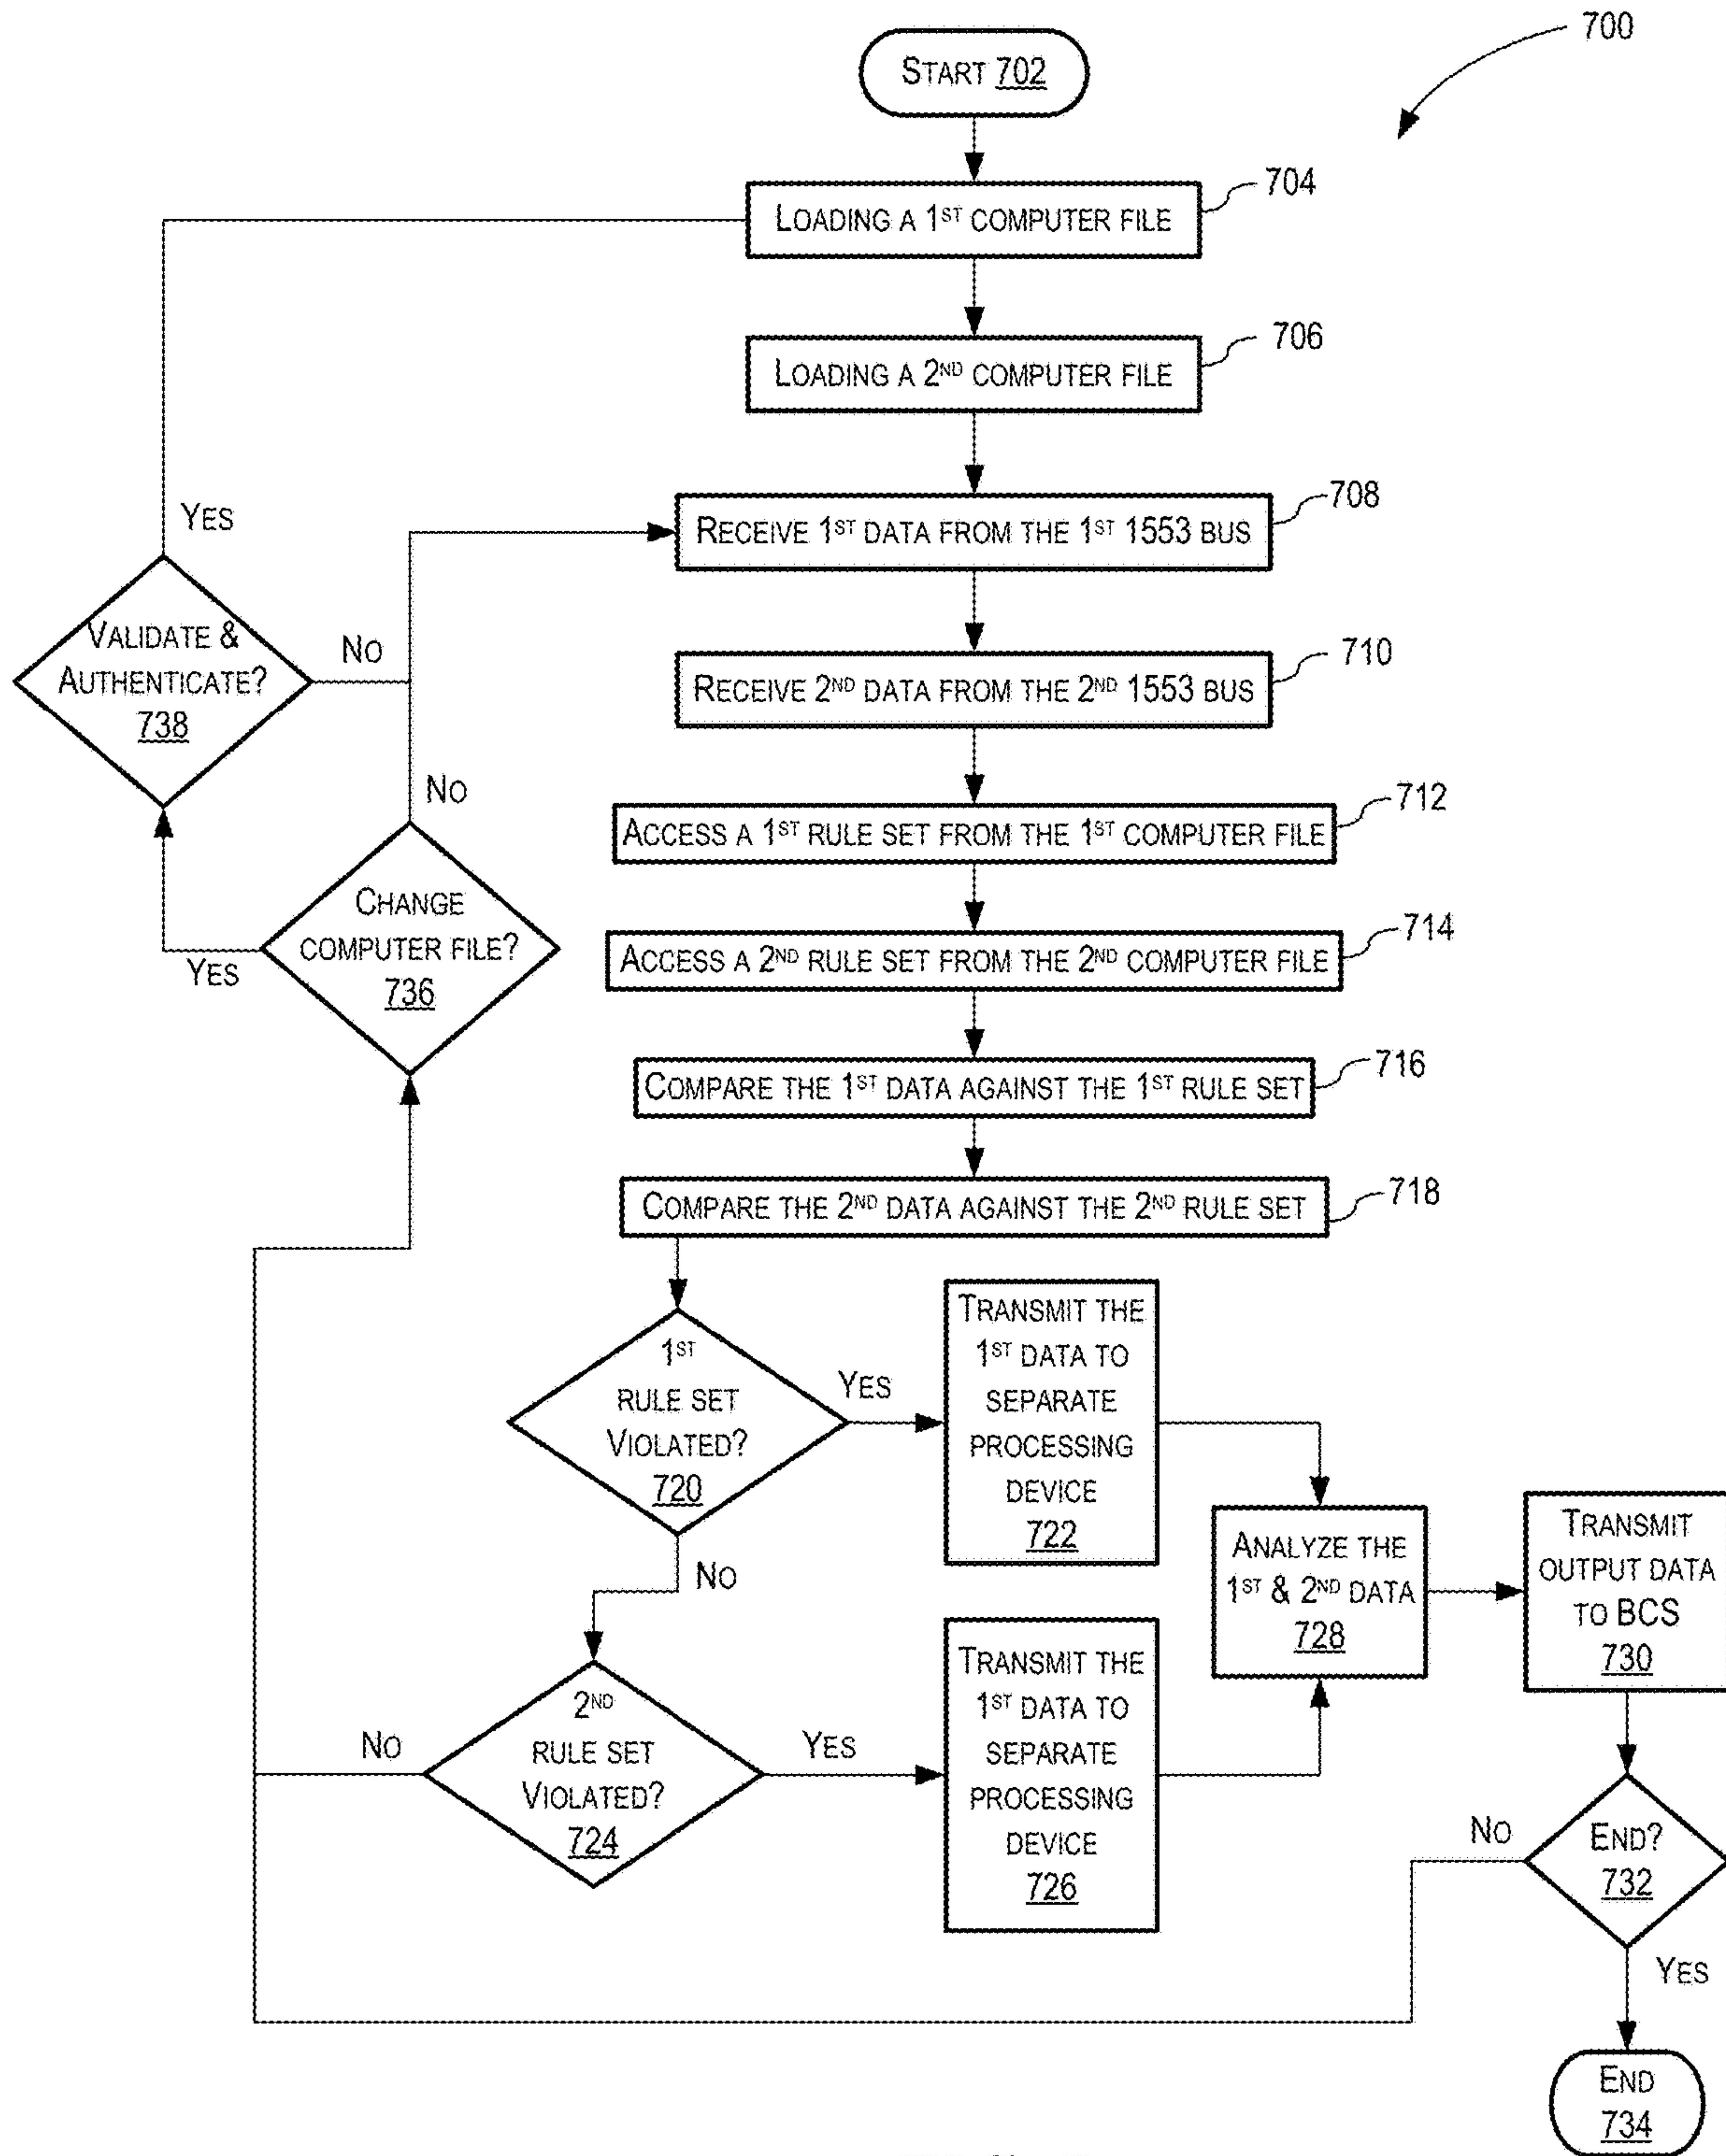 700
START 702
704
LOADING A 1ST COMPUTER FILE
706
LOADING A 2ND COMPUTER FILE
708
RECEIVE 1ST DATA FROM THE 1ST 1553 BUS
710
RECEIVE 2ND DATA FROM THE 2ND 1553 BUS
712
ACCESS A 1ST RULE SET FROM THE 1ST COMPUTER FILE
714
ACCESS A 2ND RULE SET FROM THE 2ND COMPUTER FILE
716
COMPARE THE 1ST DATA AGAINST THE 1ST RULE SET
718
COMPARE THE 2ND DATA AGAINST THE 2ND RULE SET
1ST
RULE SET
VIOLATED?
720
YES
NO
TRANSMIT THE
1ST DATA TO
SEPARATE
PROCESSING
DEVICE
722
2ND
RULE SET
VIOLATED?
724
YES
NO
TRANSMIT THE
1ST DATA TO
SEPARATE
PROCESSING
DEVICE
726
ANALYZE THE
1ST & 2ND DATA
728
TRANSMIT
OUTPUT DATA
TO BCS
730
END?
732
NO
YES
END
734
CHANGE
COMPUTER FILE?
736
NO
YES
VALIDATE &
AUTHENTICATE?
738
YES
NO